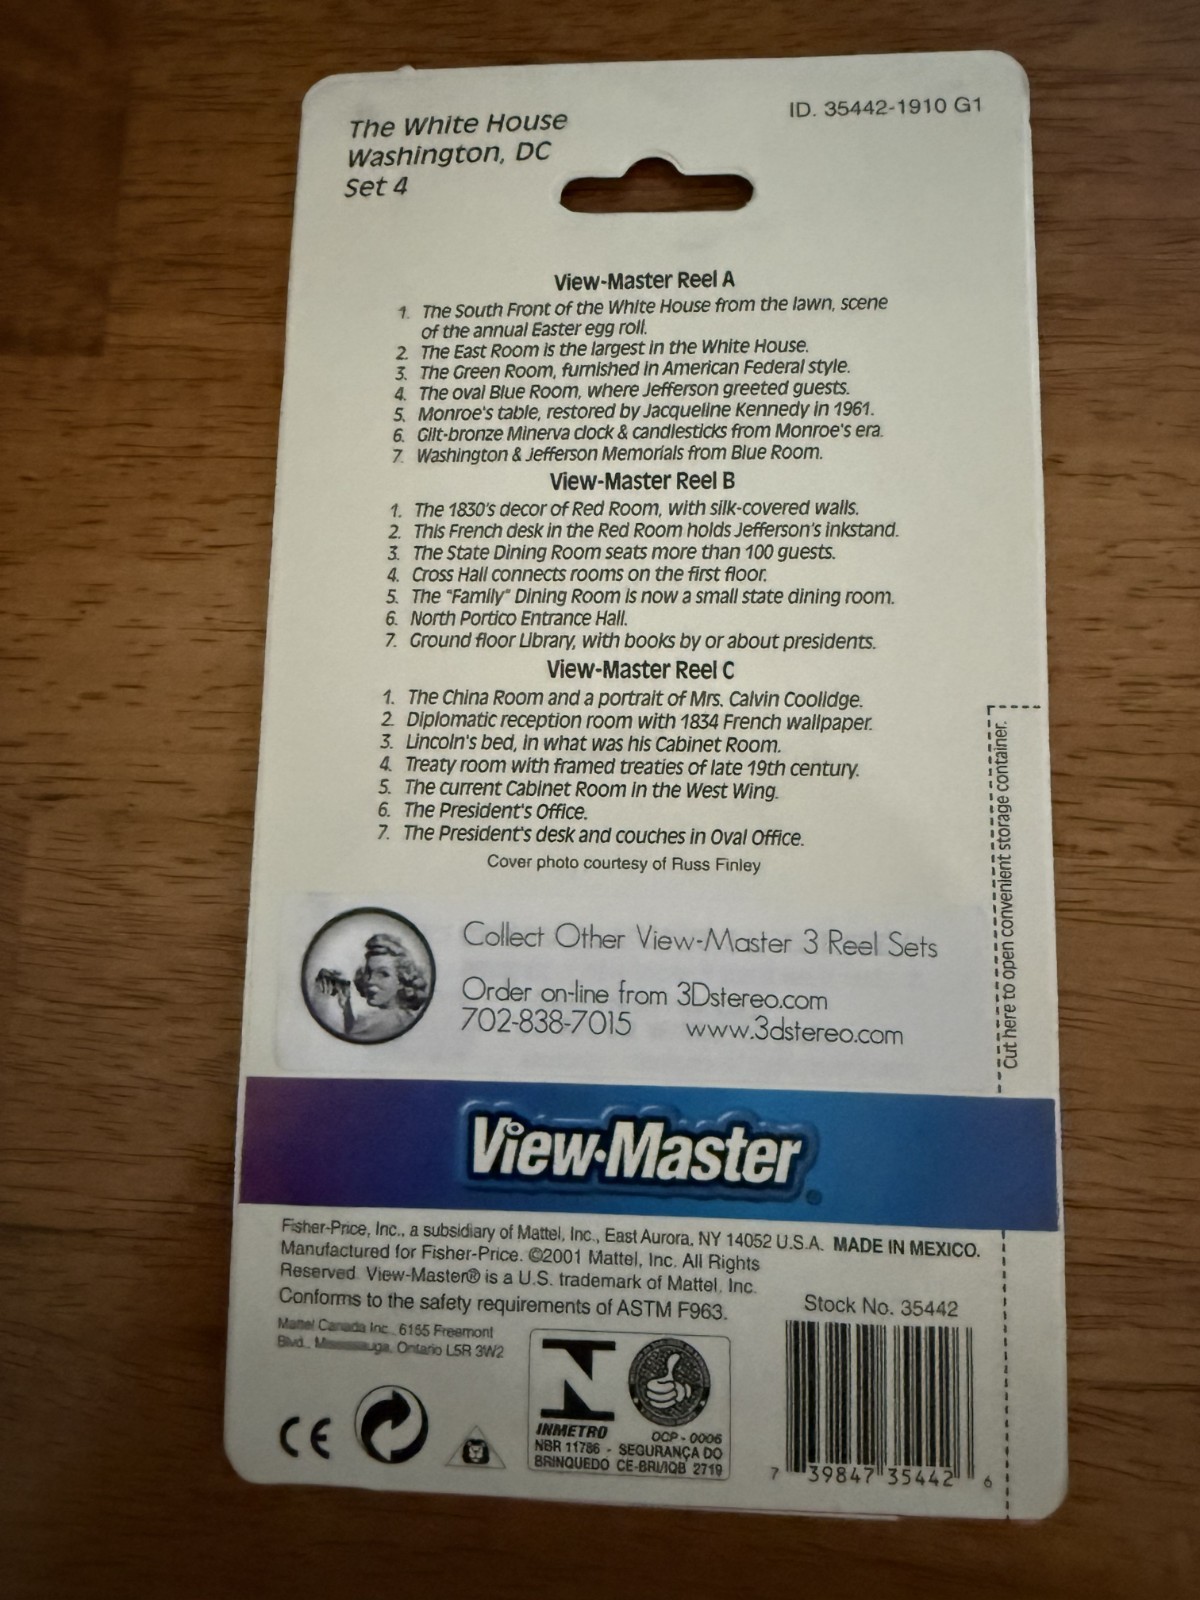 The White House
Washington, DC
Set 4
ID. 35442-1910 G1
View-Master Reel A
1. The South Front of the White House from the lawn, scene
of the annual Easter egg roll.
2. The East Room is the largest in the White House.
3. The Green Room, furnished in American Federal style.
4. The oval Blue Room, where Jefferson greeted guests.
5. Monroe's table, restored by Jacqueline Kennedy in 1961.
6. Gilt-bronze Minerva clock & candlesticks from Monroe's era.
7. Washington & Jefferson Memorials from Blue Room.
View-Master Reel B
1. The 1830's decor of Red Room, with silk-covered walls.
2. This French desk in the Red Room holds Jefferson's inkstand.
3. The State Dining Room seats more than 100 guests.
4. Cross Hall connects rooms on the first floor.
5. The "Family" Dining Room is now a small state dining room.
6. North Portico Entrance Hall.
7. Ground floor Library, with books by or about presidents.
View-Master Reel C
1. The China Room and a portrait of Mrs. Calvin Coolidge.
2. Diplomatic reception room with 1834 French wallpaper.
3. Lincoln's bed, in what was his Cabinet Room.
4. Treaty room with framed treaties of late 19th century.
5. The current Cabinet Room in the West Wing.
6. The President's Office.
7. The President's desk and couches in Oval Office.
Cover photo courtesy of Russ Finley
Cut here to open convenient storage container.
Collect Other View-Master 3 Reel Sets
Order on-line from 3Dstereo.com
702-838-7015 www.3dstereo.com
View-Master®
Fisher-Price, Inc., a subsidiary of Mattel, Inc., East Aurora, NY 14052 U.S.A. MADE IN MEXICO.
Manufactured for Fisher-Price. ©2001 Mattel, Inc. All Rights
Reserved. View-Master® is a U.S. trademark of Mattel, Inc.
Conforms to the safety requirements of ASTM F963.
Mattel Canada Inc., 6155 Freemont
Blvd., Mississauga, Ontario L5R 3W2
Stock No. 35442
CE
INMETRO OCP - 0006
NBR 11786 - SEGURANÇA DO
BRINQUEDO CE-BRI/IQB 2719
7 39847 35442 6